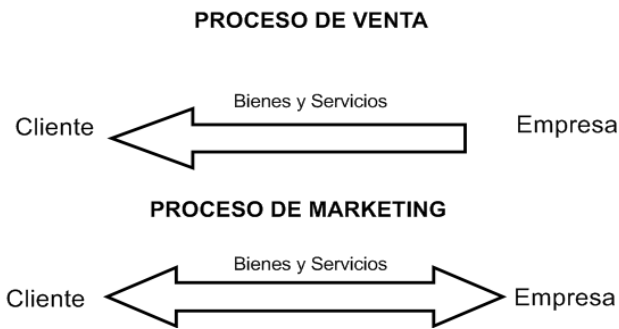 PROCESO DE VENTA
Bienes y Servicios
Cliente
Empresa
PROCESO DE MARKETING
Bienes y Servicios
Cliente
Empresa